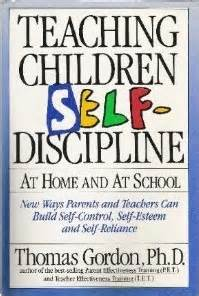 TEACHING
CHILDREN
SELF-
DISCIPLINE
AT HOME AND AT SCHOOL
New Ways Parents and Teachers Can
Build Self-Control, Self-Esteem
and Self-Reliance
Thomas Gordon, Ph.D.
author of the best-selling Parent Effectiveness Training (P.E.T.)
and Teacher Effectiveness Training (T.E.T.)